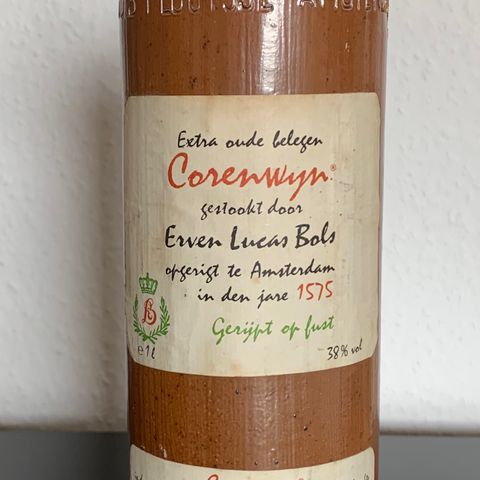 Extra oude belegen
Corenwyn®
gestookt door
Erven Lucas Bols
opgerigt te Amsterdam
in den jare 1575
Gerijpt op fust
e 1l
38% vol